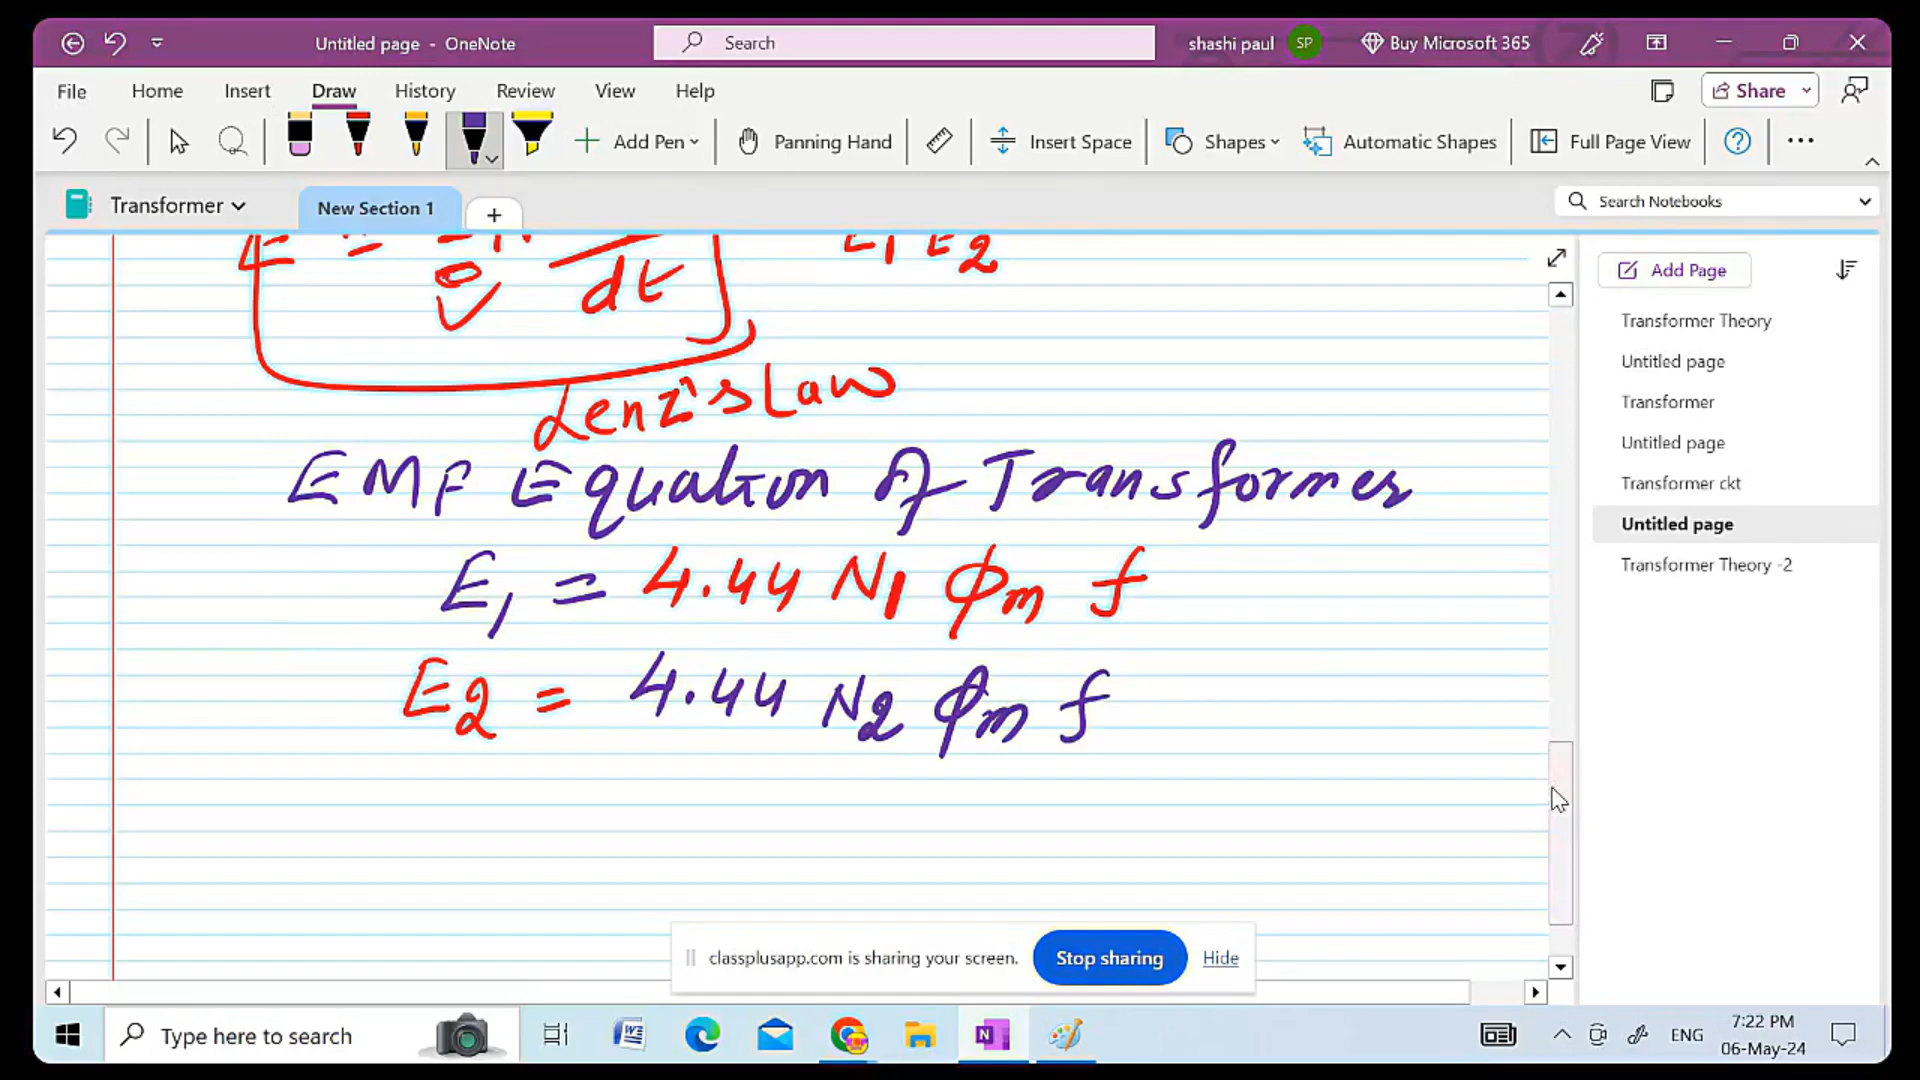 Untitled page - OneNote
Search
shashi paul SP
Buy Microsoft 365
File Home Insert Draw History Review View Help
Share
Add Pen
Panning Hand
Insert Space
Shapes
Automatic Shapes
Full Page View
Transformer
New Section 1
Search Notebooks
Add Page
Transformer Theory
Untitled page
Transformer
Untitled page
Transformer ckt
Untitled page
Transformer Theory -2
dt
E1 E2
Lenz's Law
EMF Equation of Transformer
E1 = 4.44 N1 ϕm f
E2 = 4.44 N2 ϕm f
classplusapp.com is sharing your screen.
Stop sharing
Hide
Type here to search
ENG
7:22 PM
06-May-24